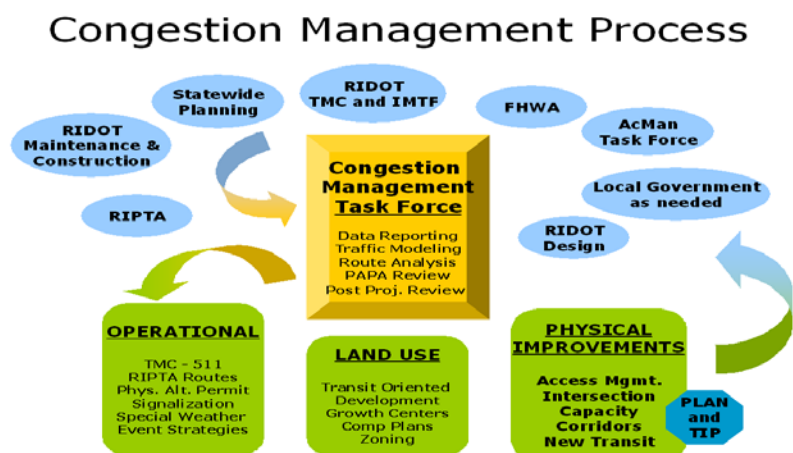 Congestion Management Process
Statewide
Planning
RIDOT
TMC and IMTF
FHWA
AcMan
Task Force
RIDOT
Maintenance &
Construction
Local Government
as needed
RIPTA
RIDOT
Design
Congestion
Management
Task Force
Data Reporting
Traffic Modeling
Route Analysis
PAPA Review
Post Proj. Review
OPERATIONAL
TMC - 511
RIPTA Routes
Phys. Alt. Permit
Signalization
Special Weather
Event Strategies
LAND USE
Transit Oriented
Development
Growth Centers
Comp Plans
Zoning
PHYSICAL
IMPROVEMENTS
Access Mgmt.
Intersection
Capacity
Corridors
New Transit
PLAN
and
TIP